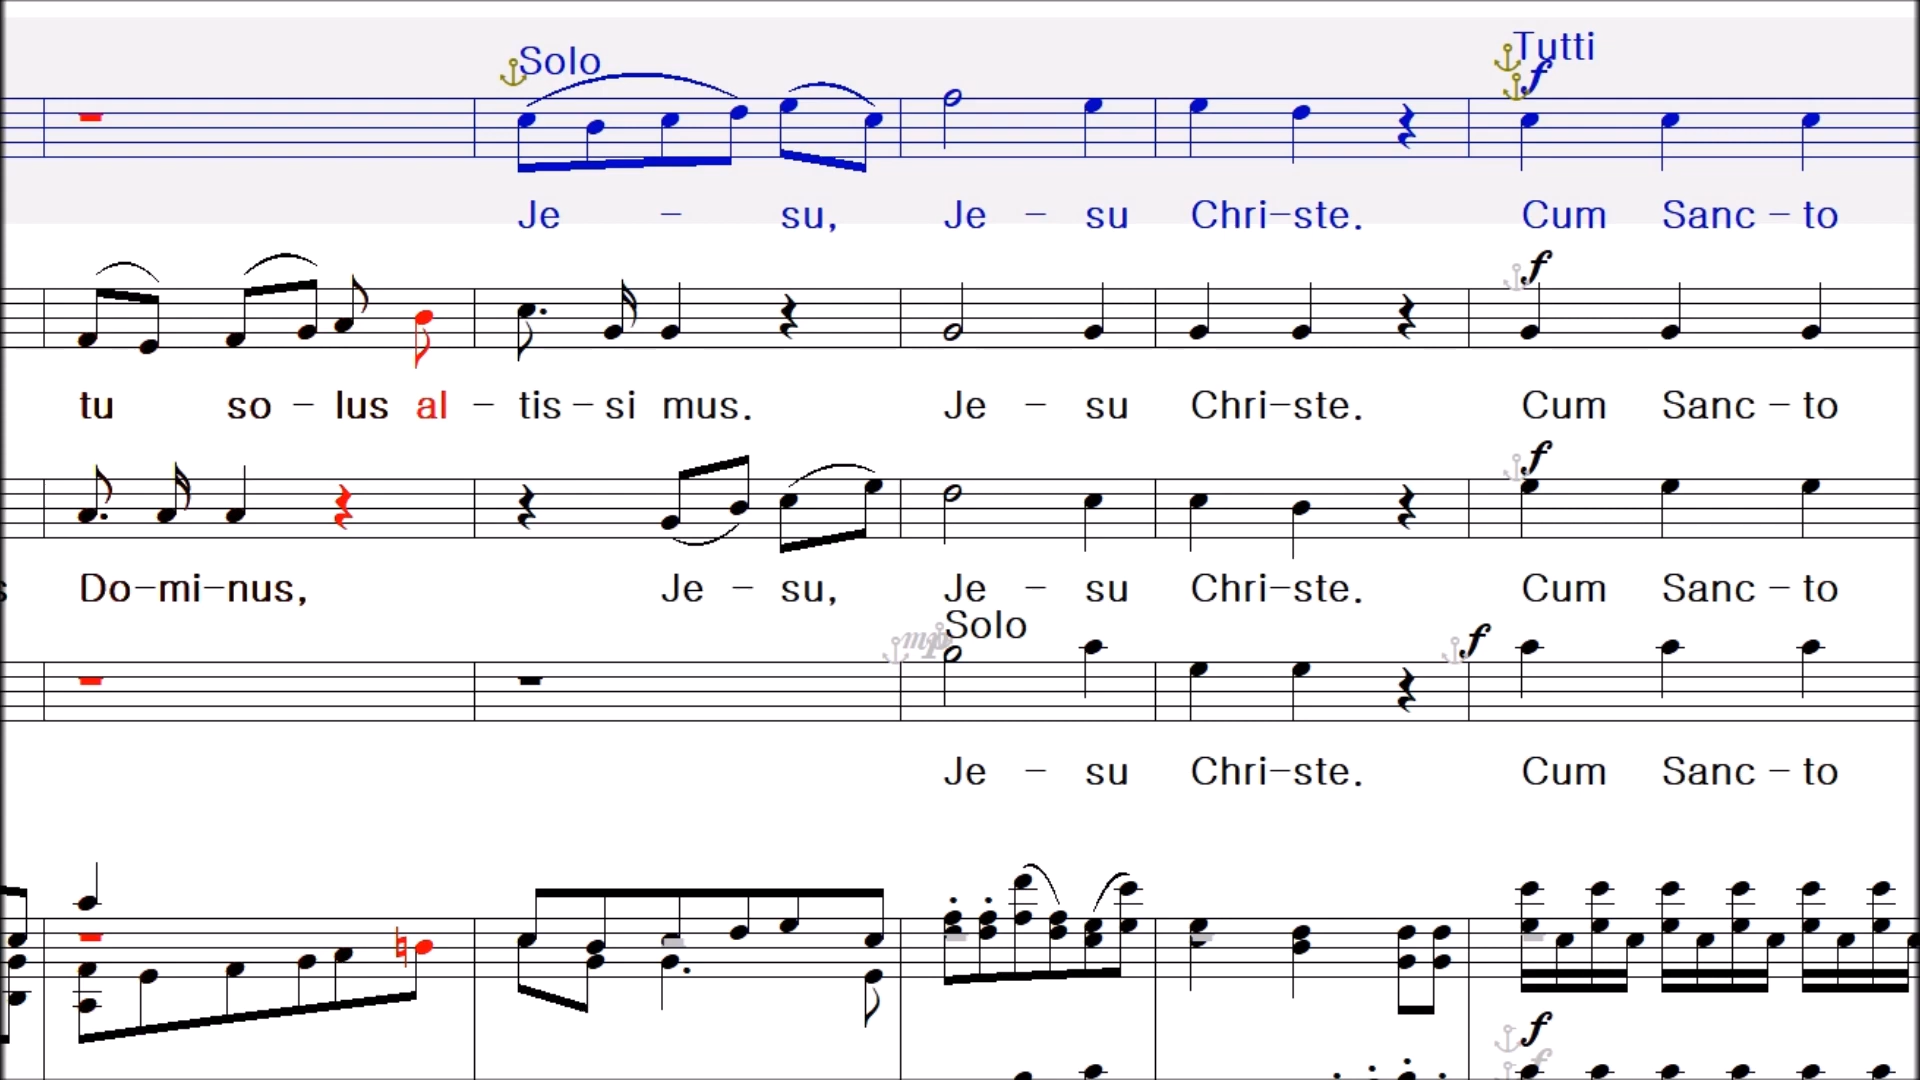 Solo
Tutti
f
Je - su, Je - su Chri-ste. Cum Sanc - to
f
tu so - lus al - tis - si mus. Je - su Chri-ste. Cum Sanc - to
f
s Do-mi-nus, Je - su, Je - su Chri-ste. Cum Sanc - to
mp Solo f
Je - su Chri-ste. Cum Sanc - to
f
f